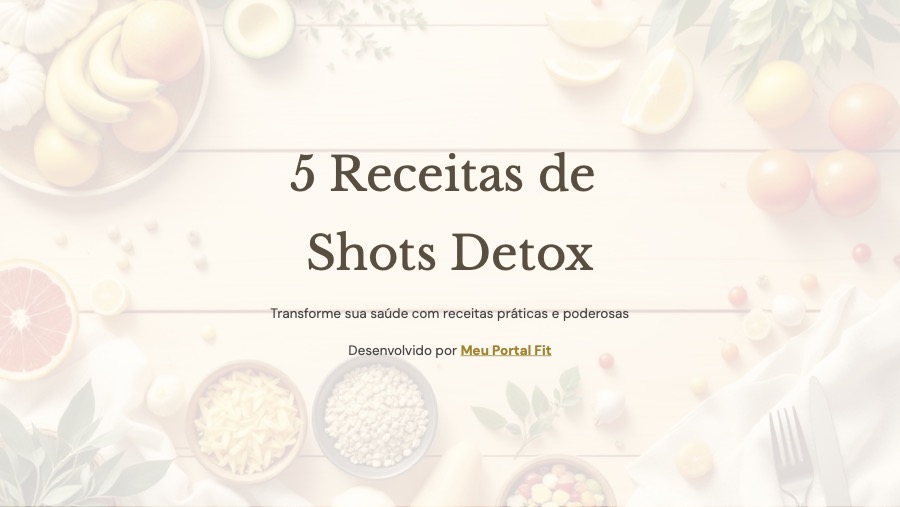 5 Receitas de
Shots Detox
Transforme sua saúde com receitas práticas e poderosas
Desenvolvido por Meu Portal Fit